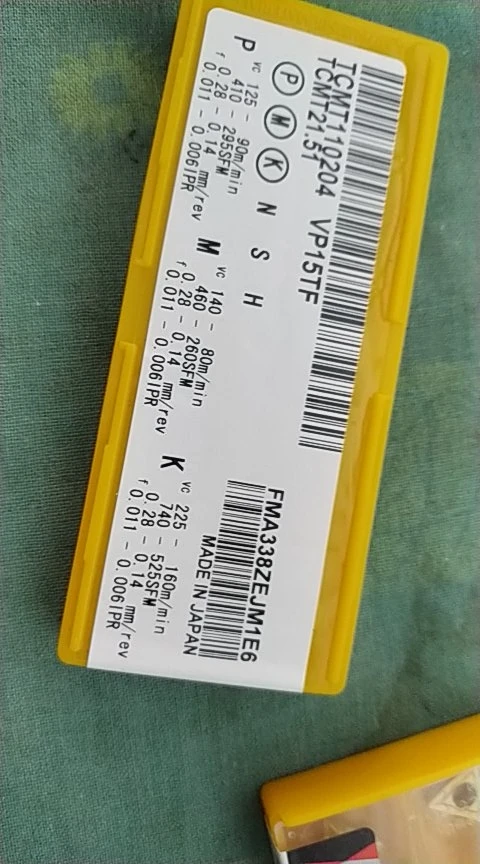 TCMT110204 VP15TF
TCMT21.51
P M K N S H
P vc 125 - 90m/min
410 - 295SFM
f 0.28 - 0.14 mm/rev
0.011 - 0.006IPR
M vc 140 - 80m/min
460 - 260SFM
f 0.28 - 0.14 mm/rev
0.011 - 0.006IPR
K vc 225 - 160m/min
740 - 525SFM
f 0.28 - 0.14 mm/rev
0.011 - 0.006IPR
FMA338ZEJM1E6
MADE IN JAPAN